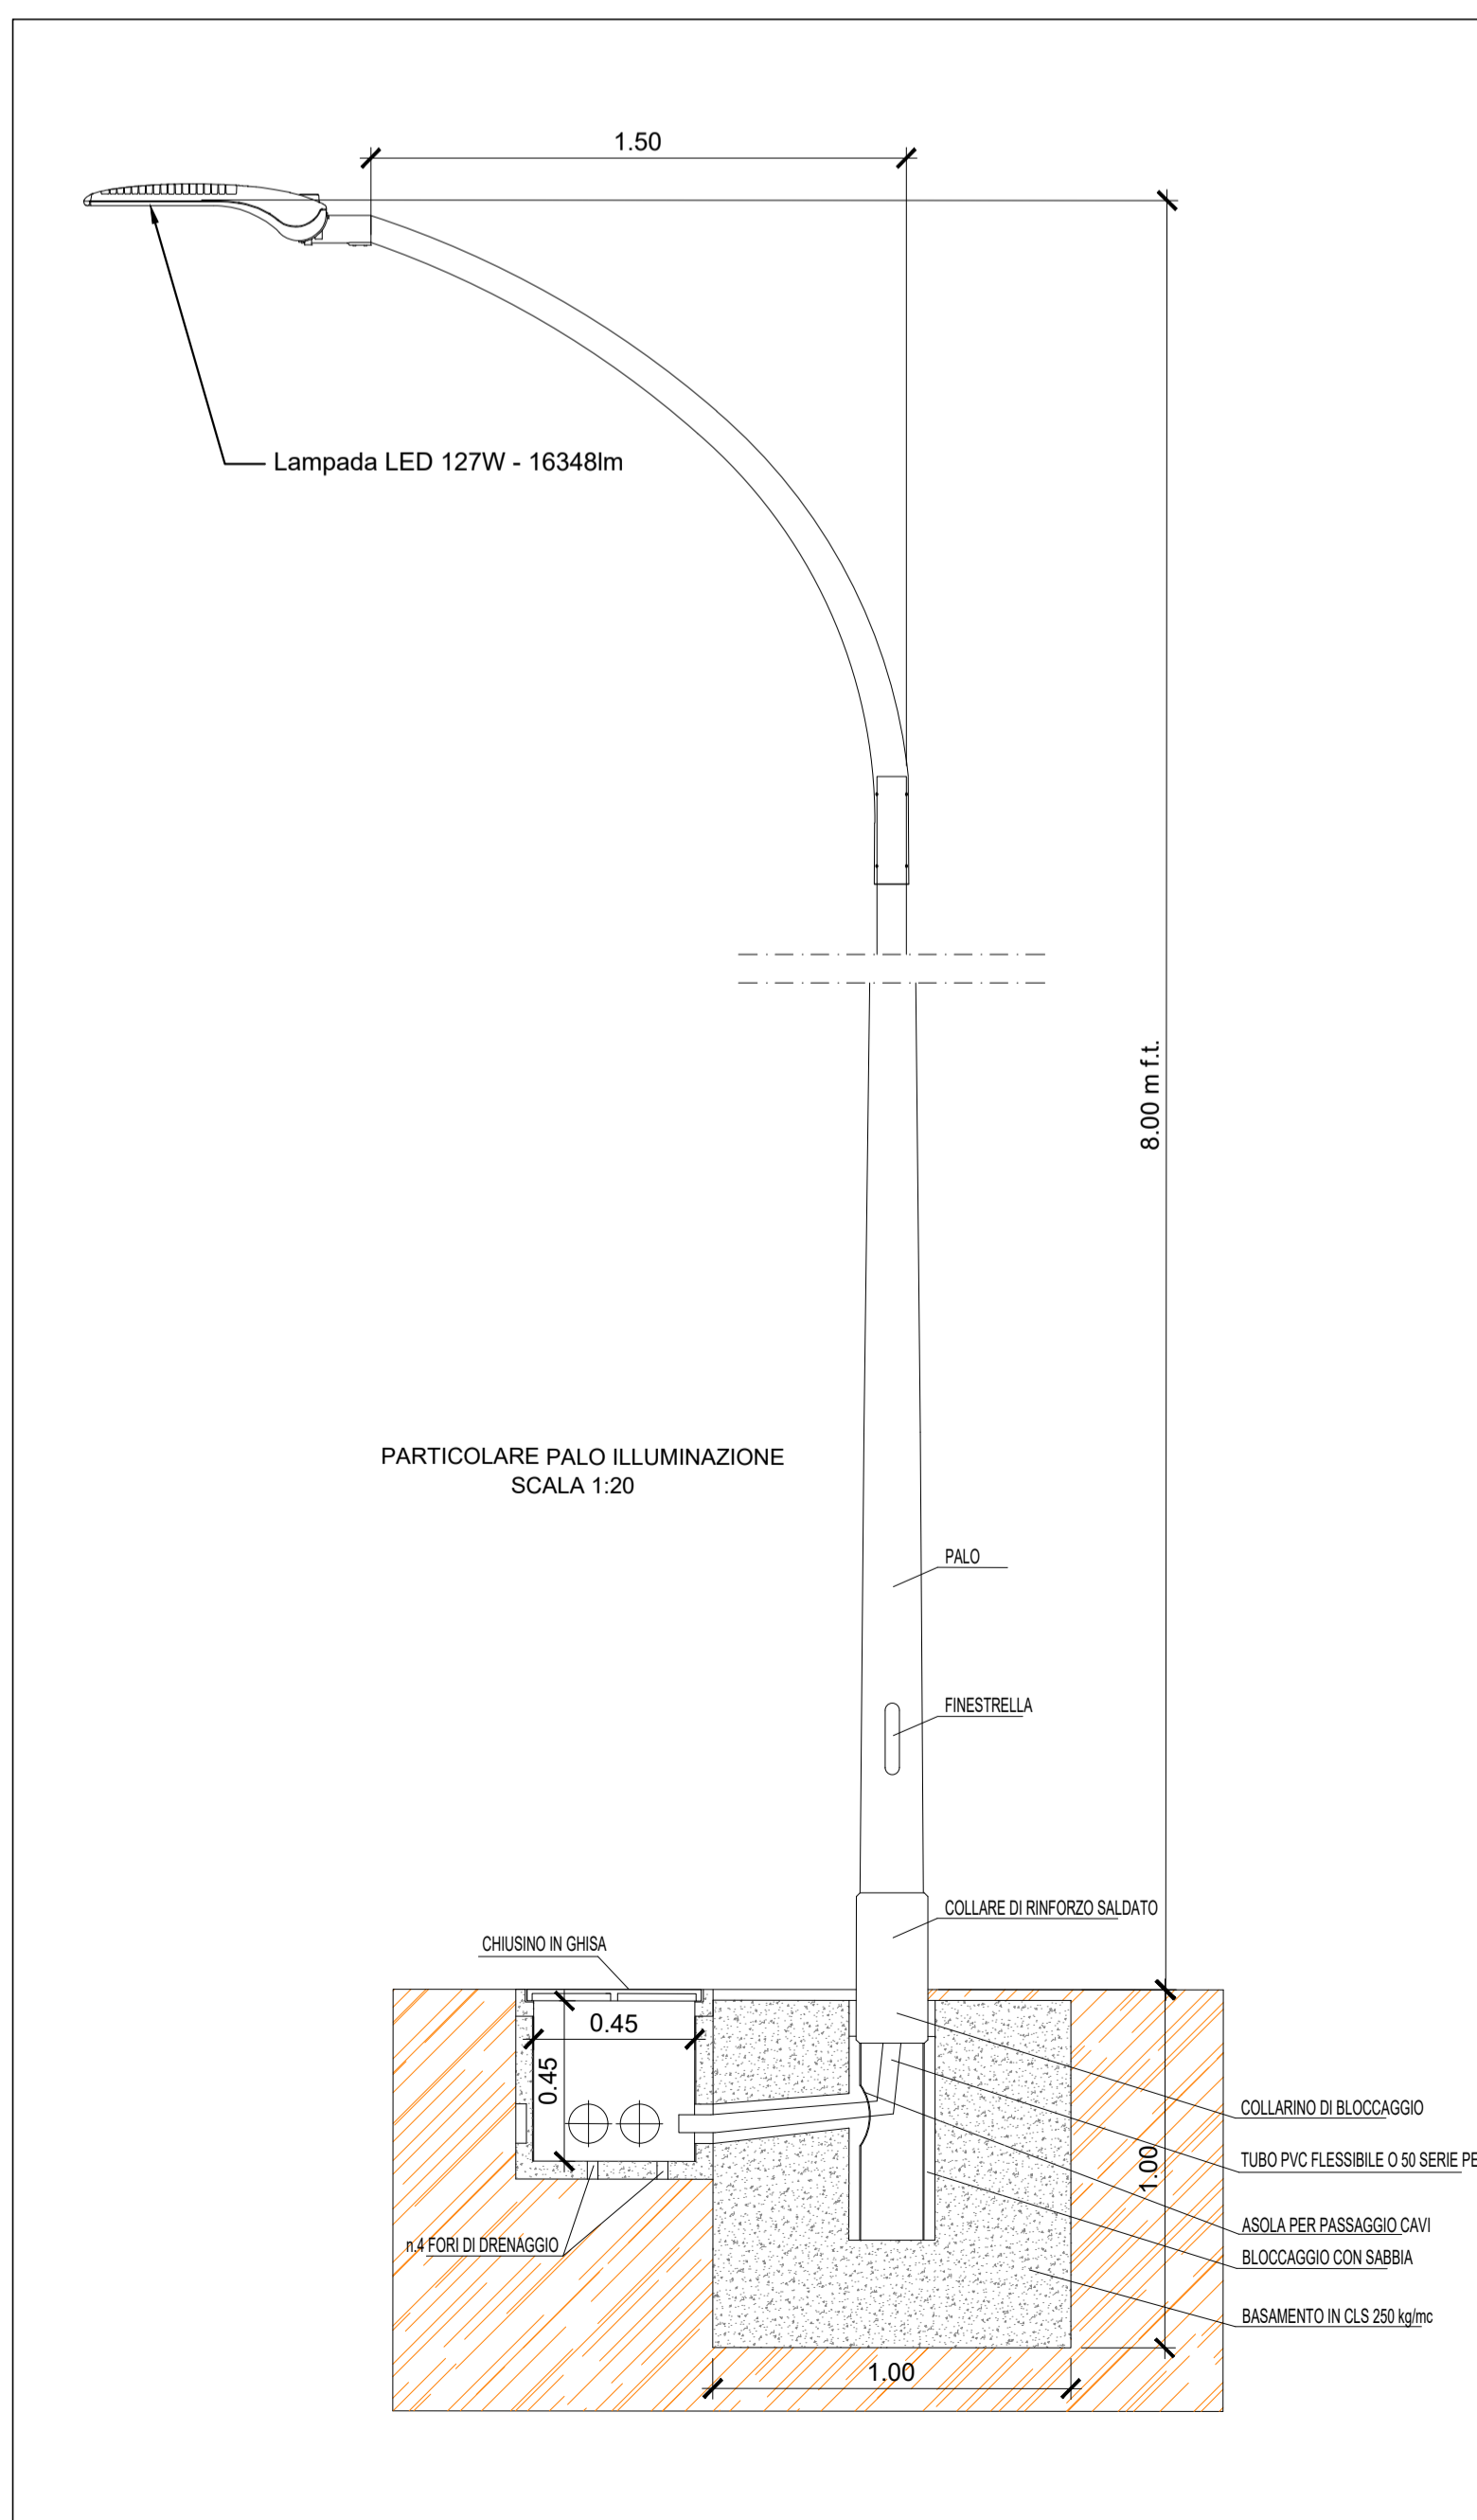 1.50
Lampada LED 127W - 16348lm
8.00 m f.t.
PARTICOLARE PALO ILLUMINAZIONE
SCALA 1:20
PALO
FINESTRELLA
COLLARE DI RINFORZO SALDATO
CHIUSINO IN GHISA
0.45
0.45
COLLARINO DI BLOCCAGGIO
1.00
TUBO PVC FLESSIBILE O 50 SERIE PE
ASOLA PER PASSAGGIO CAVI
n.4 FORI DI DRENAGGIO
BLOCCAGGIO CON SABBIA
BASAMENTO IN CLS 250 kg/mc
1.00